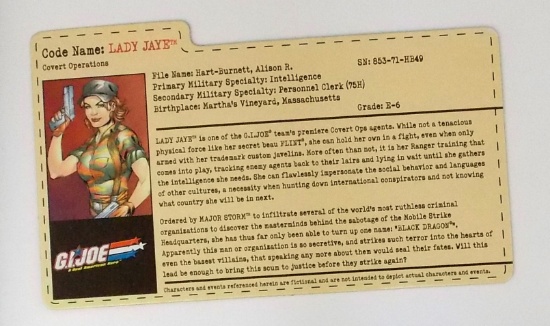 Code Name: LADY JAYE™
Covert Operations
File Name: Hart-Burnett, Alison R.
SN: 853-71-HB49
Primary Military Specialty: Intelligence
Secondary Military Specialty: Personnel Clerk (75H)
Birthplace: Martha's Vineyard, Massachusetts
Grade: E-6
LADY JAYE® is one of the G.I.JOE® team's premiere Covert Ops agents. While not a tenacious
physical force like her secret beau FLINT®, she can hold her own in a fight, even when only
armed with her trademark custom javelins. More often than not, it is her Ranger training that
comes into play, tracking enemy agents back to their lairs and lying in wait until she gathers
the intelligence she needs. She can flawlessly impersonate the social behavior and languages
of other cultures, a necessity when hunting down international conspirators and not knowing
what country she will be in next.
Ordered by MAJOR STORM™ to infiltrate several of the world's most ruthless criminal
organisations to discover the masterminds behind the sabotage of the Mobile Strike
Headquarters, she has thus far only been able to turn up one name: "BLACK DRAGON"™.
Apparently this man or organisation is so secretive, and strikes such terror into the hearts of
even the basest villains, that speaking any more about them would seal their fates. Will this
lead be enough to bring this scum to justice before they strike again?
G.I.JOE
A Real American Hero
Characters and events referenced herein are fictional and are not intended to depict actual characters and events.